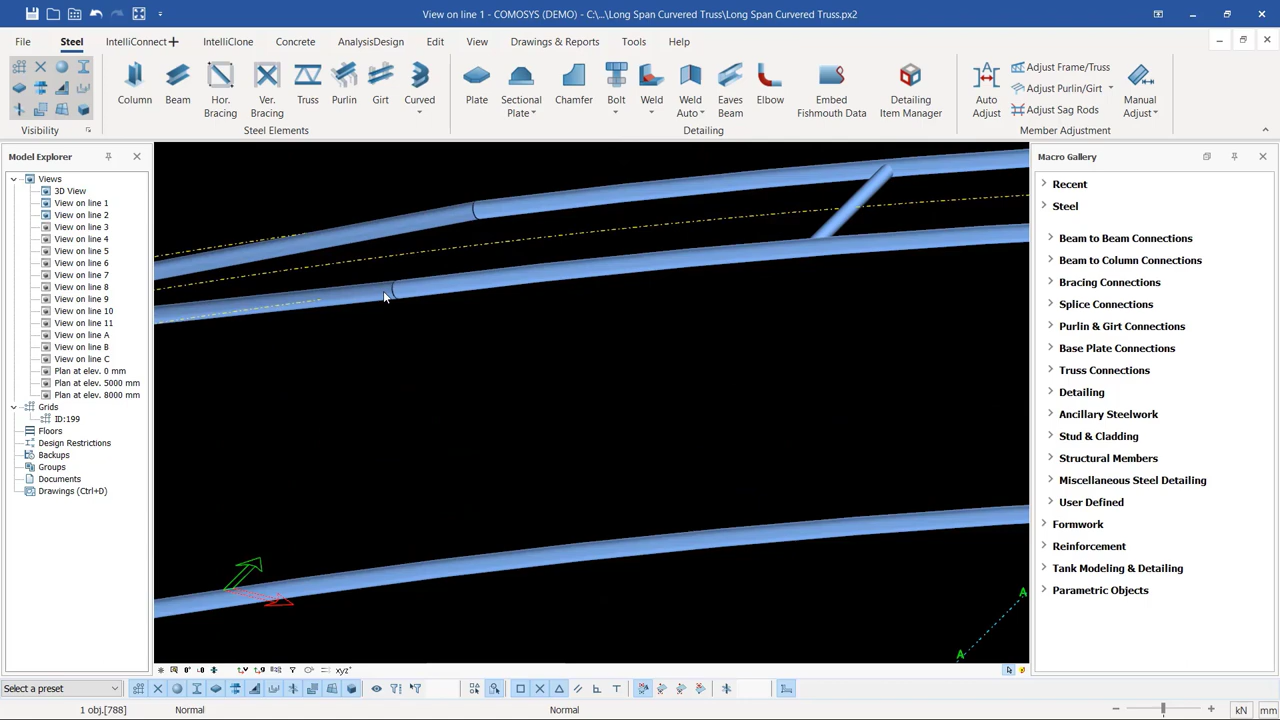 View on line 1 - COMOSYS (DEMO) - C:\...\Long Span Curvered Truss\Long Span Curvered Truss.px2
File Steel IntelliConnect IntelliClone Concrete AnalysisDesign Edit View Drawings & Reports Tools Help
Adjust Frame/Truss
Adjust Purlin/Girt
Adjust Sag Rods
Column Beam Hor. Bracing Ver. Bracing Truss Purlin Girt Curved
Plate Sectional Plate Chamfer Bolt Weld Weld Auto Eaves Beam Elbow Embed Fishmouth Data Detailing Item Manager
Auto Adjust Manual Adjust
Visibility Steel Elements Detailing Member Adjustment
Model Explorer
Views
3D View
View on line 1
View on line 2
View on line 3
View on line 4
View on line 5
View on line 6
View on line 7
View on line 8
View on line 9
View on line 10
View on line 11
View on line A
View on line B
View on line C
Plan at elev. 0 mm
Plan at elev. 5000 mm
Plan at elev. 8000 mm
Grids
ID:199
Floors
Design Restrictions
Backups
Groups
Documents
Drawings (Ctrl+D)
A
A
Macro Gallery
Recent
Steel
Beam to Beam Connections
Beam to Column Connections
Bracing Connections
Splice Connections
Purlin & Girt Connections
Base Plate Connections
Truss Connections
Detailing
Ancillary Steelwork
Stud & Cladding
Structural Members
Miscellaneous Steel Detailing
User Defined
Formwork
Reinforcement
Tank Modeling & Detailing
Parametric Objects
xyz
Select a preset
1 obj.[788] Normal Normal kN mm